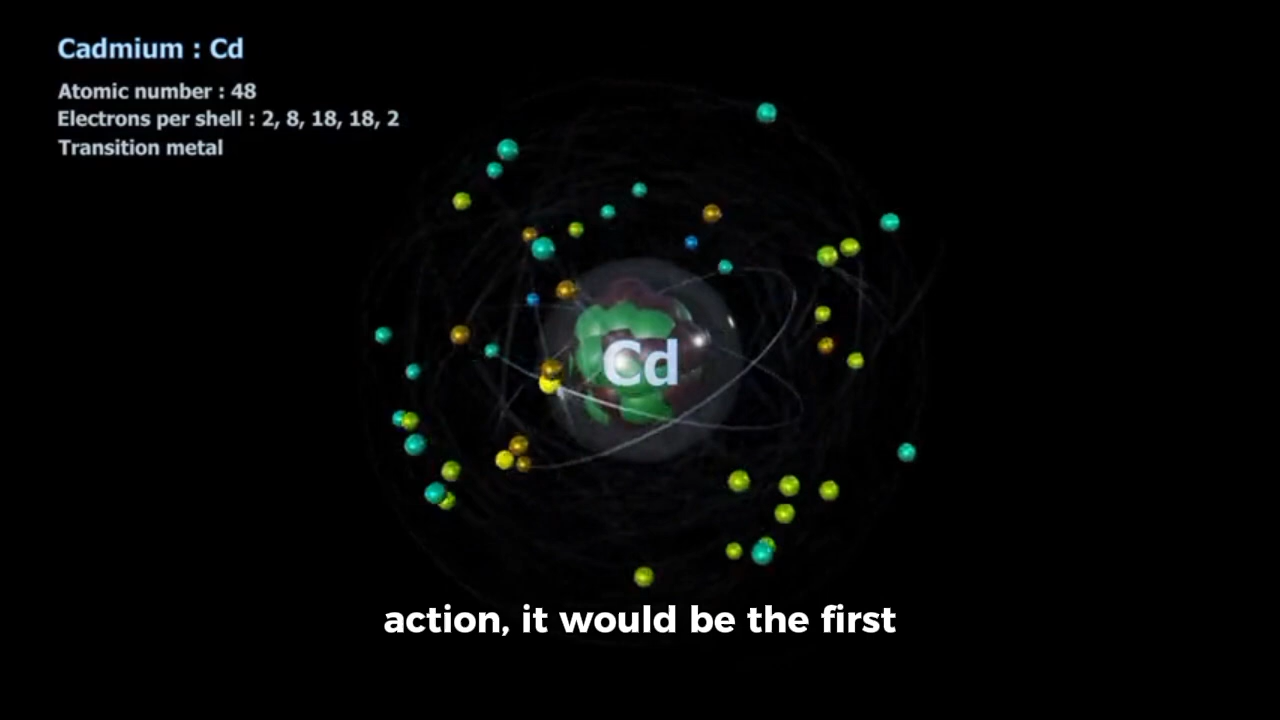 Cadmium : Cd
Atomic number : 48
Electrons per shell : 2, 8, 18, 18, 2
Transition metal
Cd
action, it would be the first